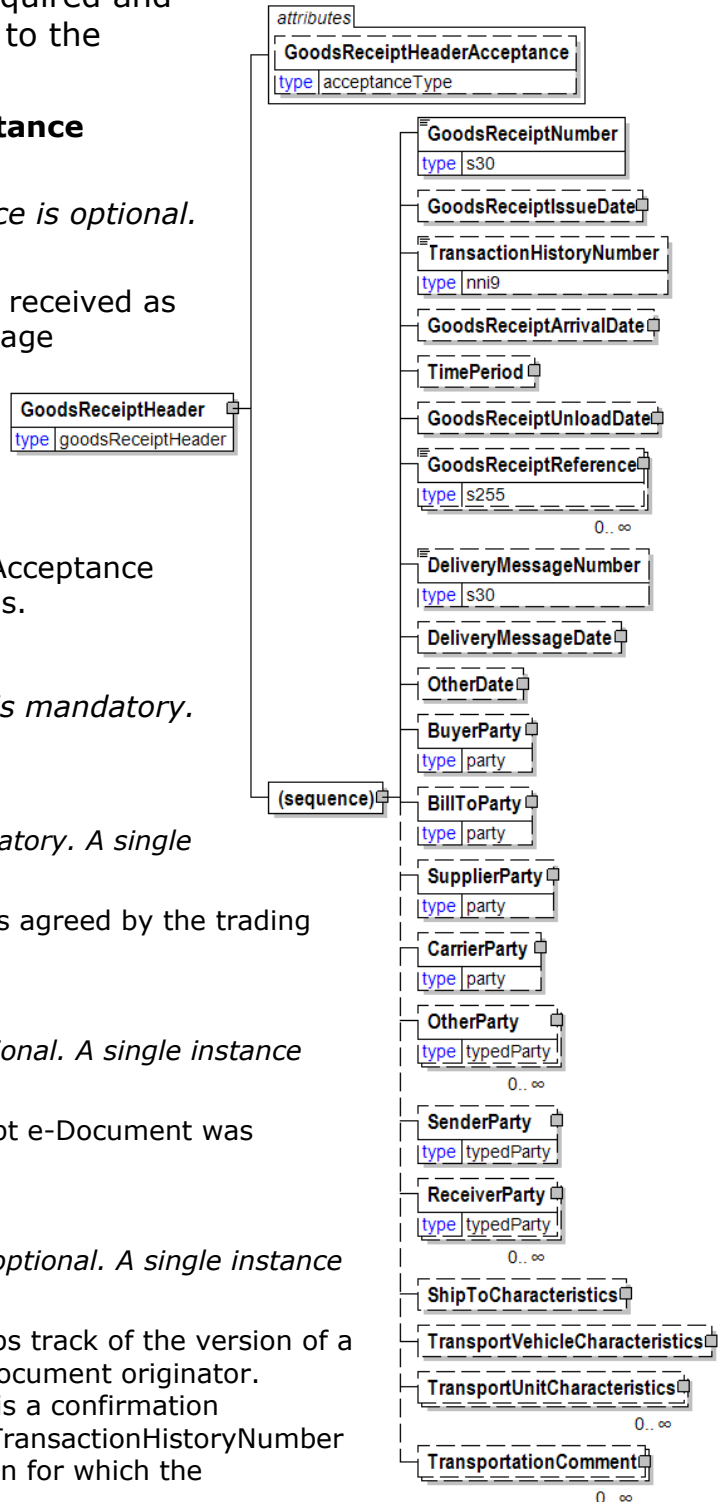 quired and
to the
tance
ce is optional.
received as
age
Acceptance
s.
is mandatory.
atory. A single
s agreed by the trading
onal. A single instance
pt e-Document was
optional. A single instance
ps track of the version of a
ocument originator.
is a confirmation
TransactionHistoryNumber
n for which the
GoodsReceiptHeader
type goodsReceiptHeader
attributes
GoodsReceiptHeaderAcceptance
type acceptanceType
(sequence)
GoodsReceiptNumber
type s30
GoodsReceiptIssueDate
TransactionHistoryNumber
type nni9
GoodsReceiptArrivalDate
TimePeriod
GoodsReceiptUnloadDate
GoodsReceiptReference
type s255
0..∞
DeliveryMessageNumber
type s30
DeliveryMessageDate
OtherDate
BuyerParty
type party
BillToParty
type party
SupplierParty
type party
CarrierParty
type party
OtherParty
type typedParty
0..∞
SenderParty
type typedParty
ReceiverParty
type typedParty
0..∞
ShipToCharacteristics
TransportVehicleCharacteristics
TransportUnitCharacteristics
0..∞
TransportationComment
0..∞